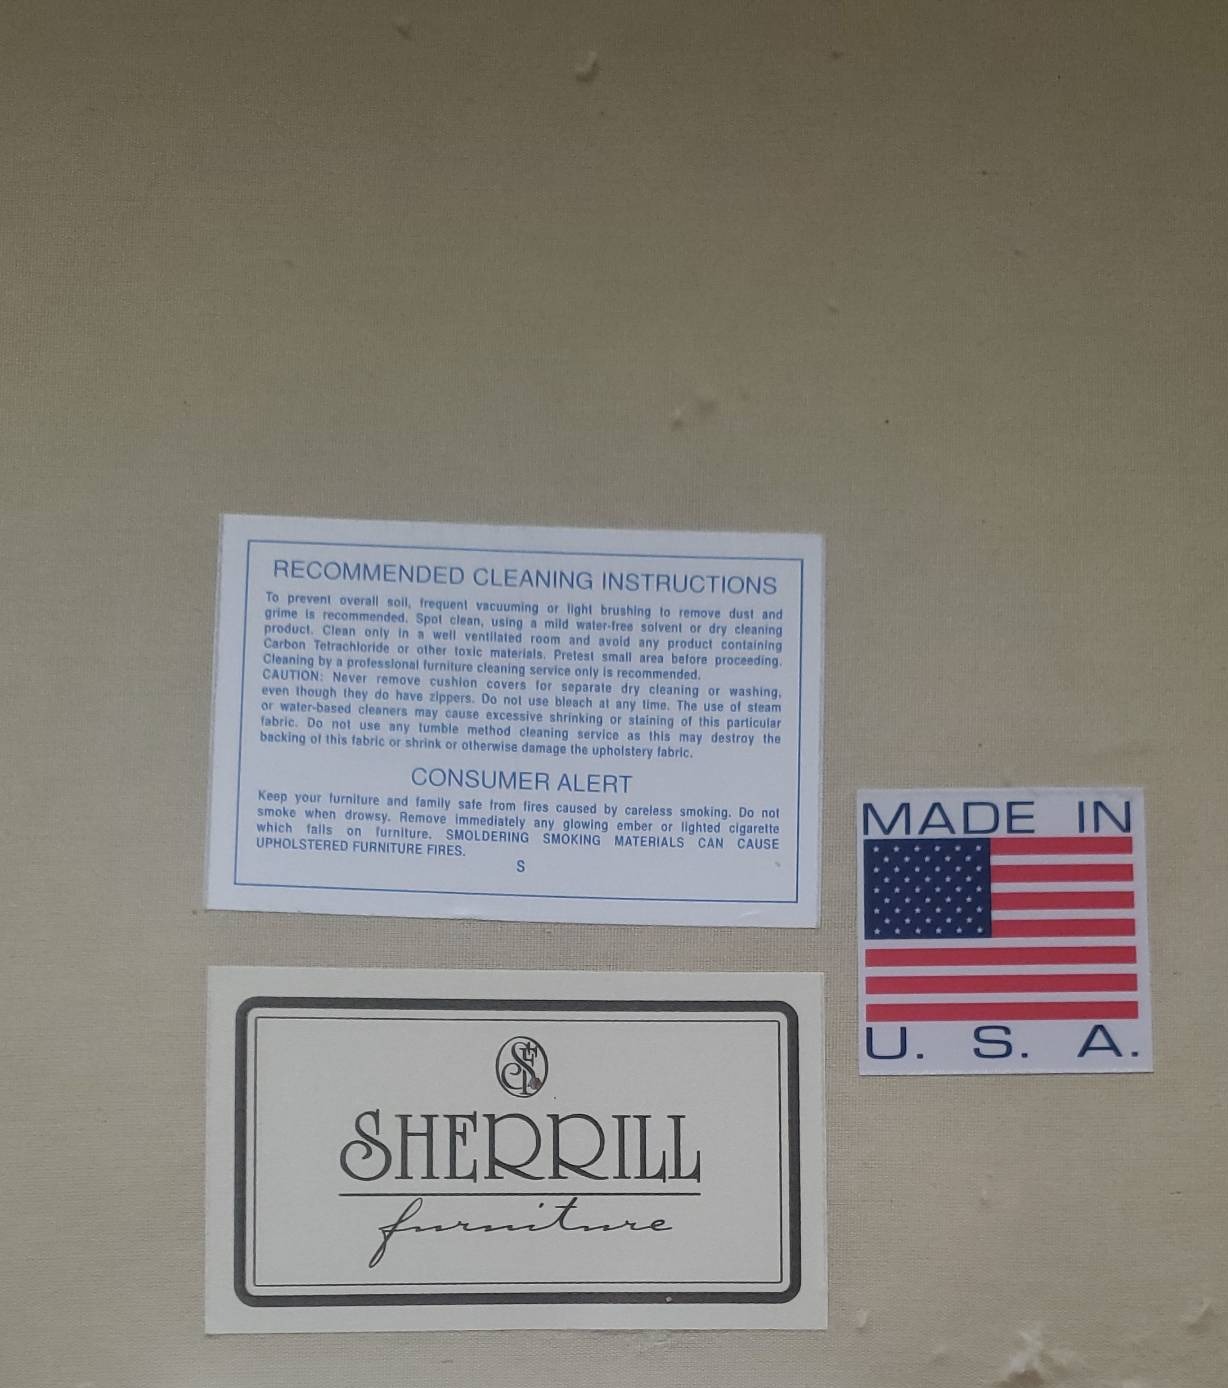 RECOMMENDED CLEANING INSTRUCTIONS
To prevent overall soil, frequent vacuuming or light brushing to remove dust and
grime is recommended. Spot clean, using a mild water-free solvent or dry cleaning
product. Clean only in a well ventilated room and avoid any product containing
Carbon Tetrachloride or other toxic materials. Pretest small area before proceeding.
Cleaning by a professional furniture cleaning service only is recommended.
CAUTION: Never remove cushion covers for separate dry cleaning or washing,
even though they do have zippers. Do not use bleach at any time. The use of steam
or water-based cleaners may cause excessive shrinking or staining of this particular
fabric. Do not use any tumble method cleaning service as this may destroy the
backing of this fabric or shrink or otherwise damage the upholstery fabric.
CONSUMER ALERT
Keep your furniture and family safe from fires caused by careless smoking. Do not
smoke when drowsy. Remove immediately any glowing ember or lighted cigarette
which falls on furniture. SMOLDERING SMOKING MATERIALS CAN CAUSE
UPHOLSTERED FURNITURE FIRES.
S
MADE IN
U. S. A.
SHERRILL
furniture